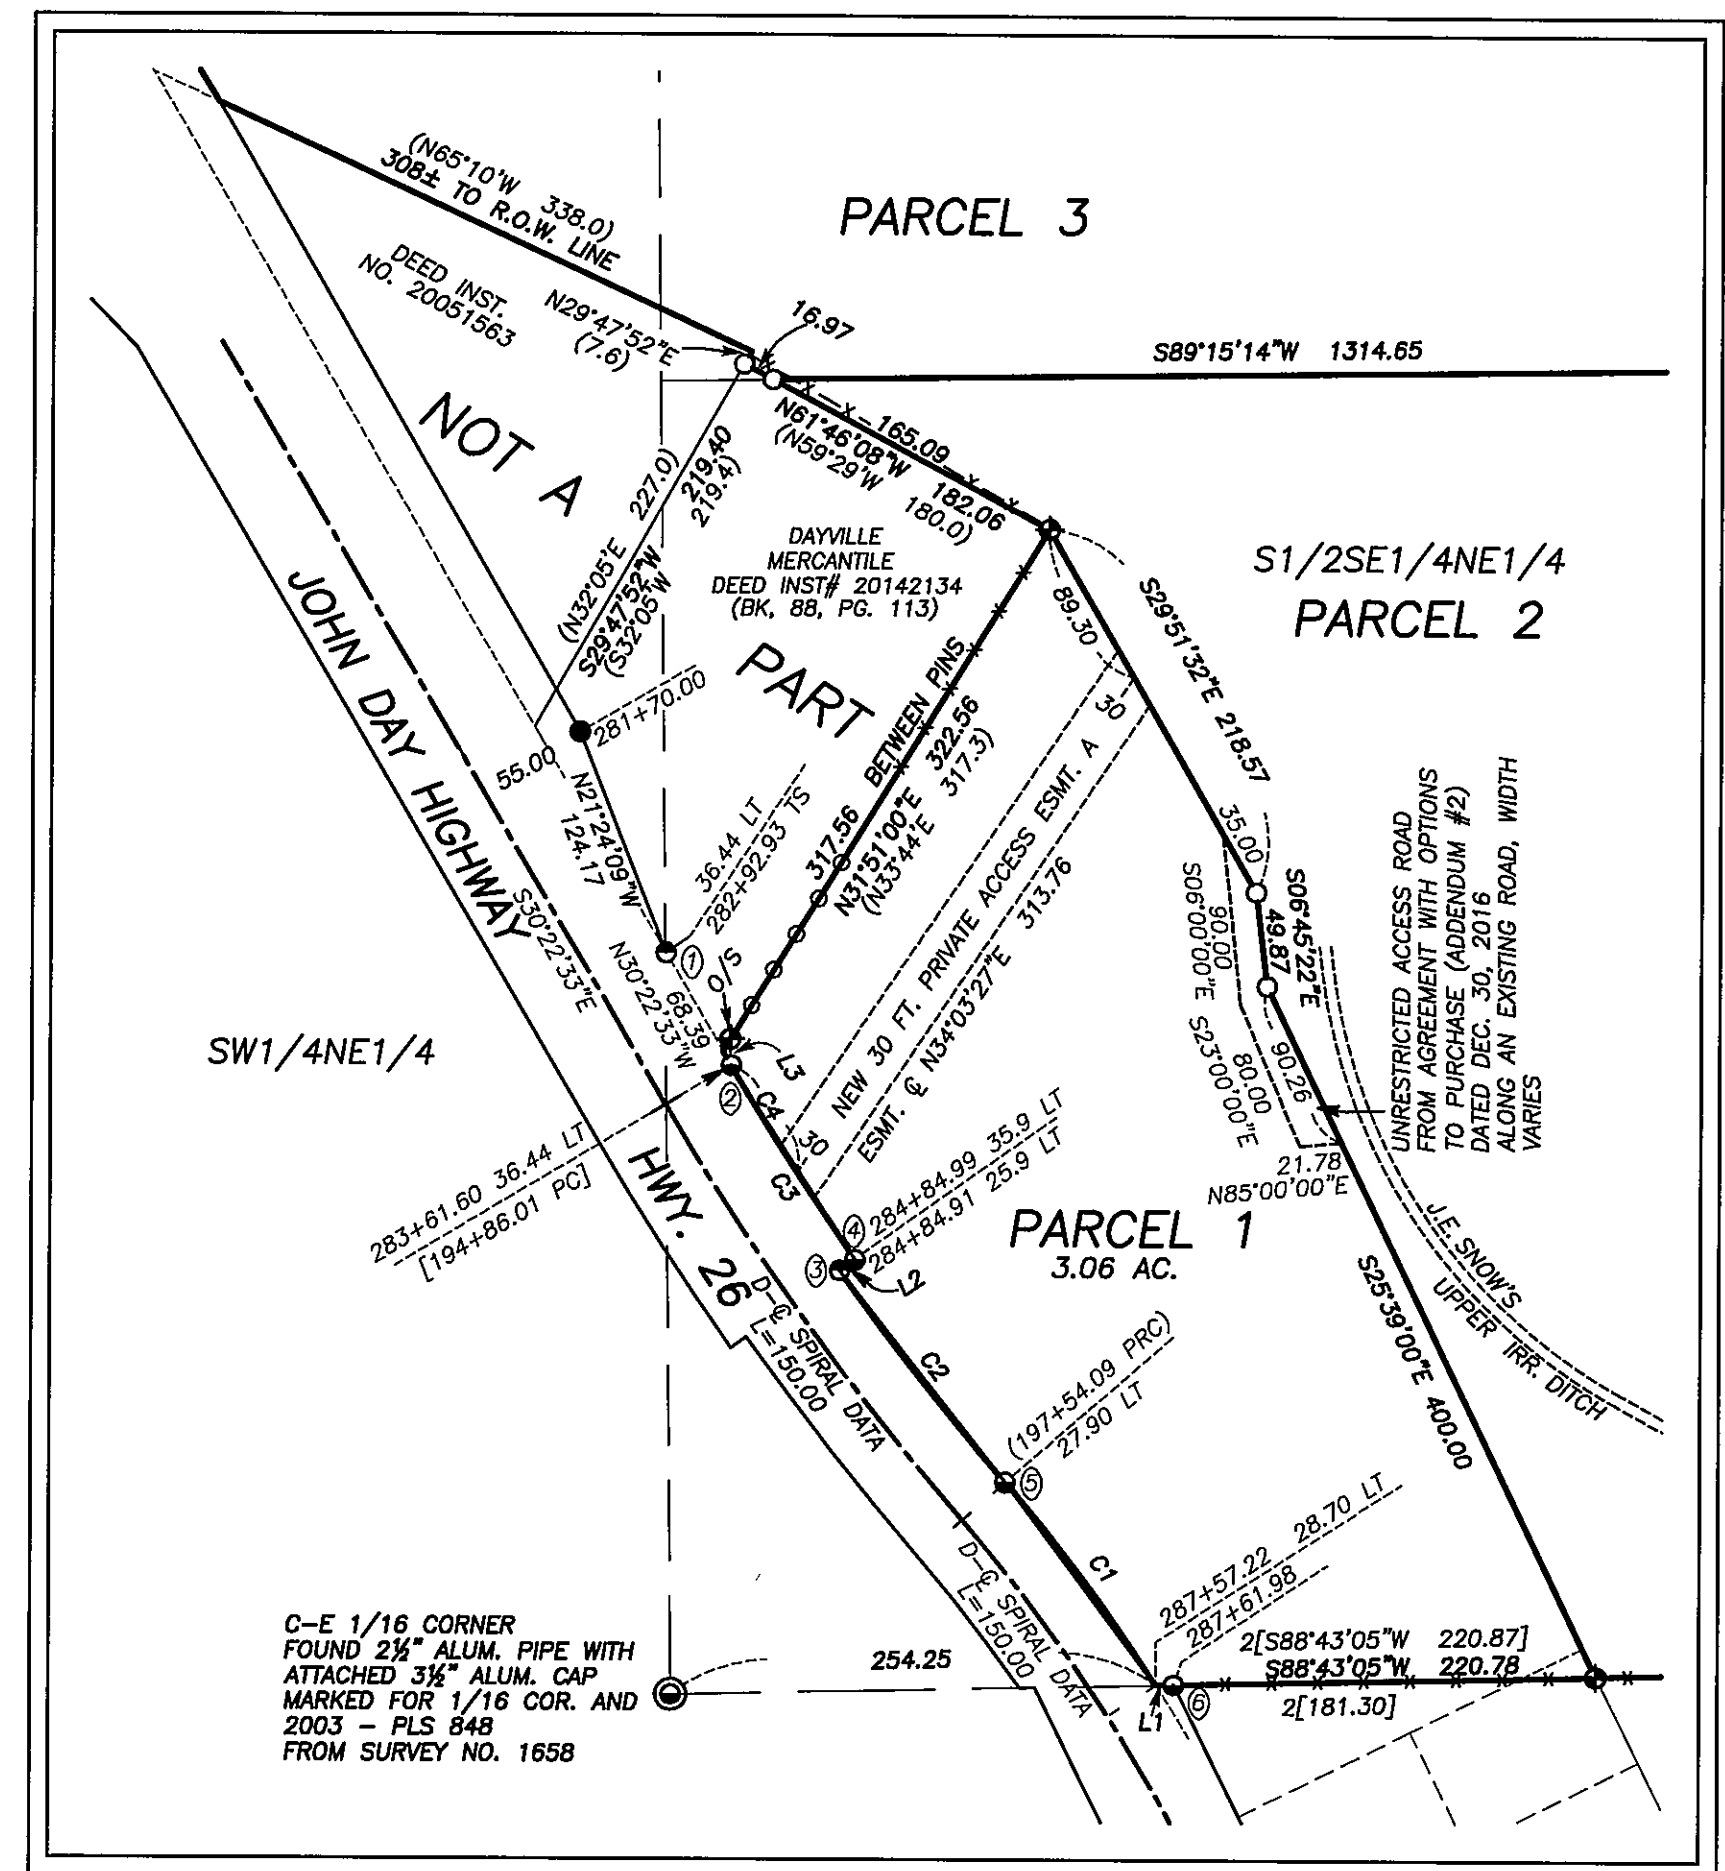 (N65°10'W 338.0)
308± TO R.O.W. LINE
PARCEL 3
DEED INST.
NO. 20051563
N29°47'52"E
(7.6)
16.97
S89°15'14"W 1314.65
NOT A
165.09
N61°46'08"W 182.06
(N59°29'W 180.0)
(N32°05'E 227.0)
S29°47'52"W 219.40
(S32°05'W 219.4)
DAYVILLE
MERCANTILE
DEED INST# 20142134
(BK, 88, PG. 113)
S1/2SE1/4NE1/4
PARCEL 2
89.30
S29°51'32"E 218.57
PART
JOHN DAY HIGHWAY
281+70.00
55.00
N21°24'09"W
124.17
S30°22'33"E
317.56 BETWEEN PINS
N31°51'00"E 322.56
(N33°44'E 317.3)
30
36.44 LT
282+92.93 TS
NEW 30 FT. PRIVATE ACCESS ESMT. A
ESMT. ℄ N34°03'27"E 313.76
35.00
S06°45'22"E
49.87
90.00
S06°00'00"E
UNRESTRICTED ACCESS ROAD
FROM AGREEMENT WITH OPTIONS
TO PURCHASE (ADDENDUM #2)
DATED DEC. 30, 2016
ALONG AN EXISTING ROAD, WIDTH
VARIES
1
O/S
68.39
N30°22'33"W
SW1/4NE1/4
L3
2
C4
30
C3
90.26
80.00
S23°00'00"E
21.78
N85°00'00"E
283+61.60 36.44 LT
[194+86.01 PC]
HWY. 26
4
284+84.99 35.9 LT
284+84.91 25.9 LT
3
L2
PARCEL 1
3.06 AC.
J.E. SNOW'S
UPPER IRR. DITCH
S25°39'00"E 400.00
D-℄ SPIRAL DATA
L=150.00
C2
(197+54.09 PRC)
27.90 LT
5
C1
D-℄ SPIRAL DATA
L=150.00
287+57.22 28.70 LT
287+61.98
2[S88°43'05"W 220.87]
S88°43'05"W 220.78
2[181.30]
254.25
L1
6
C-E 1/16 CORNER
FOUND 2½" ALUM. PIPE WITH
ATTACHED 3½" ALUM. CAP
MARKED FOR 1/16 COR. AND
2003 - PLS 848
FROM SURVEY NO. 1658